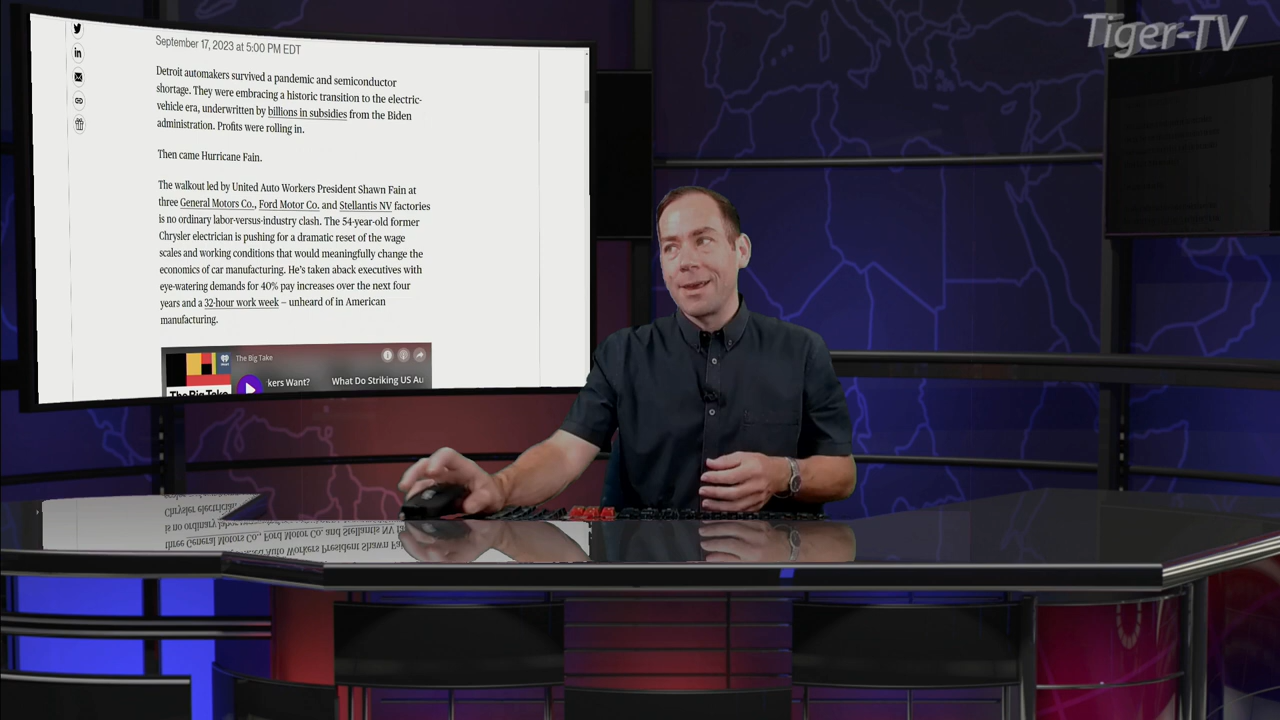 Tiger-TV
September 17, 2023 at 5:00 PM EDT
Detroit automakers survived a pandemic and semiconductor
shortage. They were embracing a historic transition to the electric-
vehicle era, underwritten by billions in subsidies from the Biden
administration. Profits were rolling in.
Then came Hurricane Fain.
The walkout led by United Auto Workers President Shawn Fain at
three General Motors Co., Ford Motor Co. and Stellantis NV factories
is no ordinary labor-versus-industry clash. The 54-year-old former
Chrysler electrician is pushing for a dramatic reset of the wage
scales and working conditions that would meaningfully change the
economics of car manufacturing. He's taken aback executives with
eye-watering demands for 40% pay increases over the next four
years and a 32-hour work week – unheard of in American
manufacturing.
The Big Take
kers Want? What Do Striking US Au
The Big Take